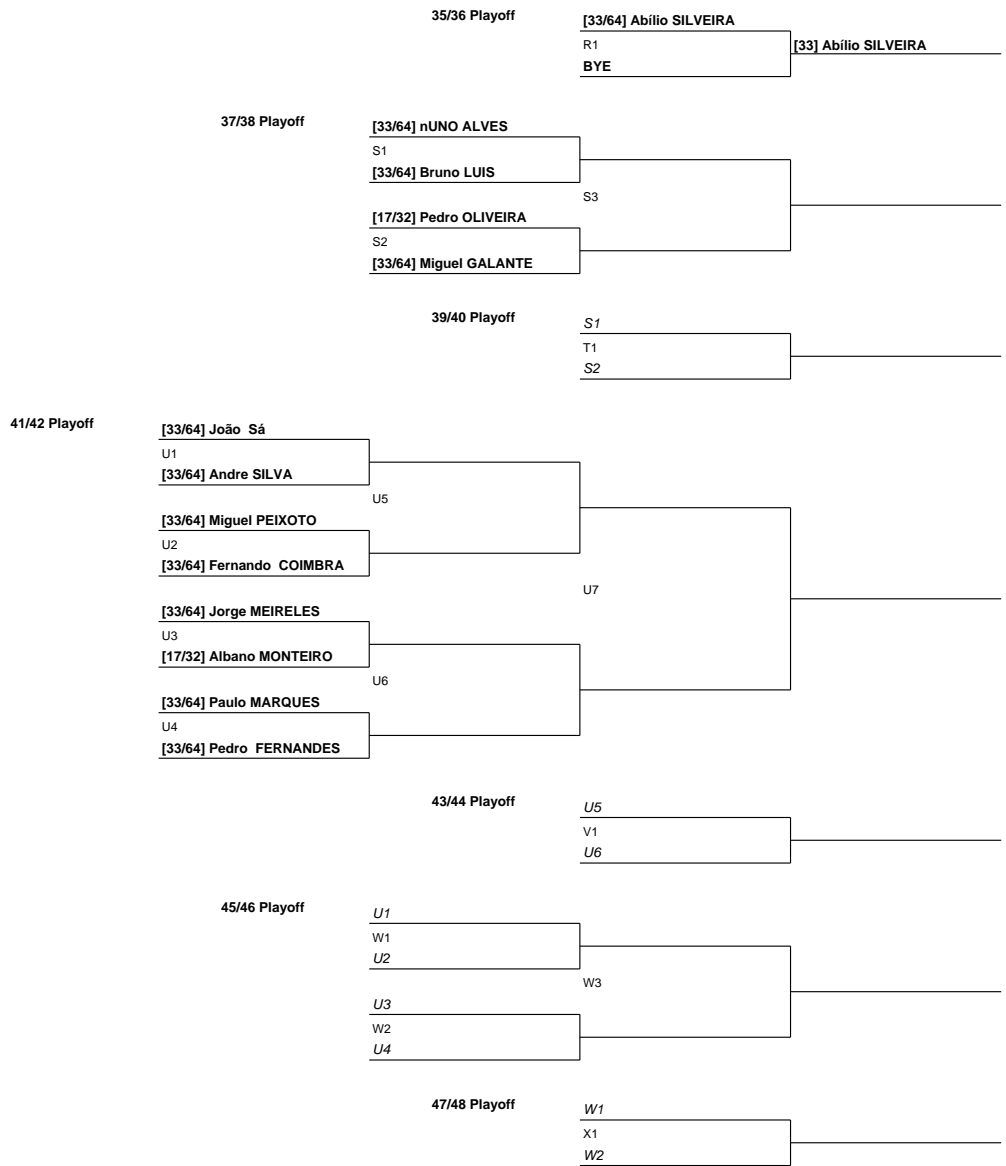 35/36 Playoff
[33/64] Abílio SILVEIRA
R1
[33] Abílio SILVEIRA
BYE
37/38 Playoff
[33/64] nUNO ALVES
S1
[33/64] Bruno LUIS
S3
[17/32] Pedro OLIVEIRA
S2
[33/64] Miguel GALANTE
39/40 Playoff
S1
T1
S2
41/42 Playoff
[33/64] João  Sá
U1
[33/64] Andre SILVA
U5
[33/64] Miguel PEIXOTO
U2
[33/64] Fernando  COIMBRA
U7
[33/64] Jorge MEIRELES
U3
[17/32] Albano MONTEIRO
U6
[33/64] Paulo MARQUES
U4
[33/64] Pedro  FERNANDES
43/44 Playoff
U5
V1
U6
45/46 Playoff
U1
W1
U2
W3
U3
W2
U4
47/48 Playoff
W1
X1
W2